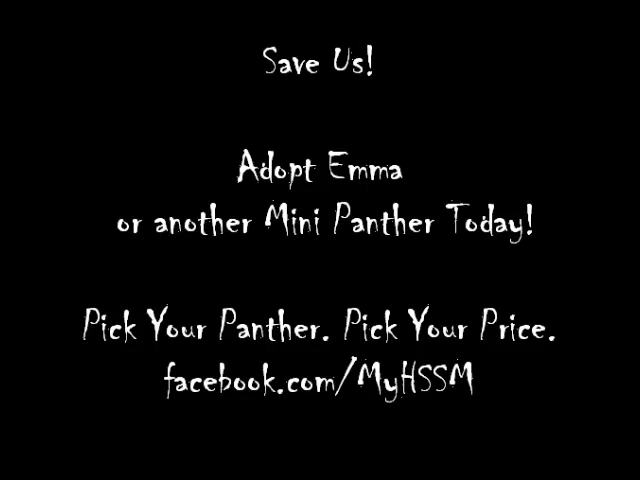 Save Us!
Adopt Emma
or another Mini Panther Today!
Pick Your Panther. Pick Your Price.
facebook.com/MyHSSM